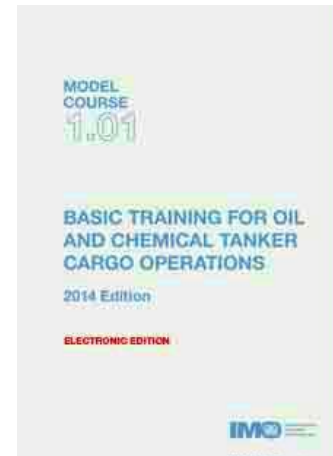 MODEL
COURSE
1.01
BASIC TRAINING FOR OIL
AND CHEMICAL TANKER
CARGO OPERATIONS
2014 Edition
ELECTRONIC EDITION
IMO